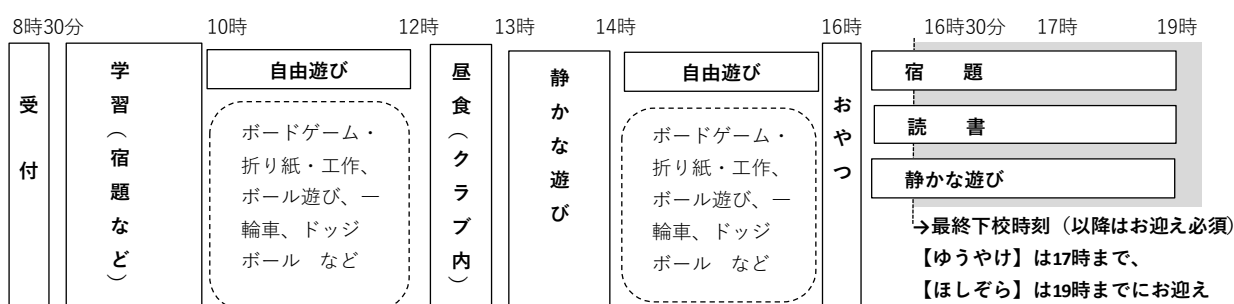 8時30分 10時 12時 13時 14時 16時 16時30分 17時 19時
受付
学習（宿題など）
自由遊び
ボードゲーム・
折り紙・工作、
ボール遊び、一
輪車、ドッジ
ボール など
昼食（クラブ内）
静かな遊び
自由遊び
ボードゲーム・
折り紙・工作、
ボール遊び、一
輪車、ドッジ
ボール など
おやつ
宿 題
読 書
静かな遊び
→最終下校時刻（以降はお迎え必須）
【ゆうやけ】は17時まで、
【ほしぞら】は19時までにお迎え